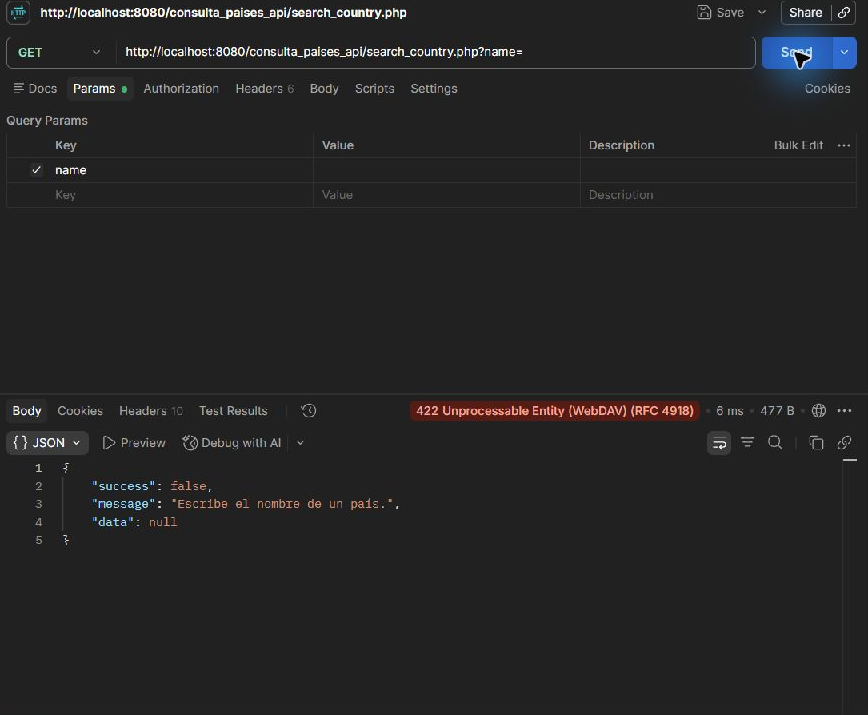 HTTP http://localhost:8080/consulta_paises_api/search_country.php Save Share
GET http://localhost:8080/consulta_paises_api/search_country.php?name= Send
Docs Params Authorization Headers 6 Body Scripts Settings Cookies
Query Params
Key Value Description Bulk Edit
name
Key Value Description
Body Cookies Headers 10 Test Results 422 Unprocessable Entity (WebDAV) (RFC 4918) 6 ms 477 B
{} JSON Preview Debug with AI
1 {
2 "success": false,
3 "message": "Escribe el nombre de un país.",
4 "data": null
5 }